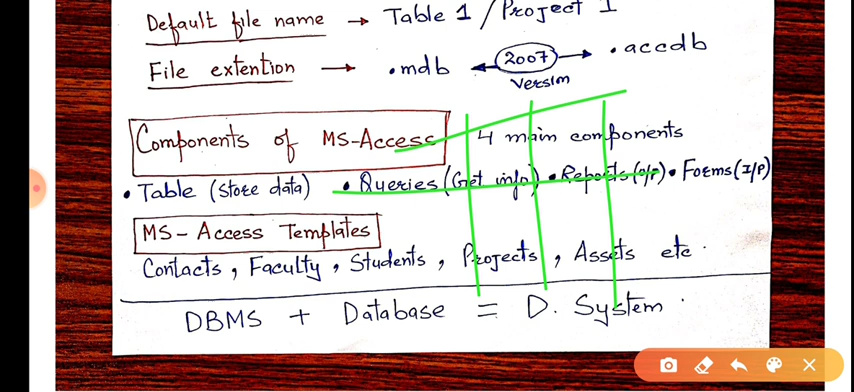 Default file name → Table 1 / Project 1
File extention → .mdb ← 2007 → .accdb
Version
Components of MS-Access 4 main components
• Table (Store data) • Queries (Get info) • Reports (O/P) • Forms (I/P)
MS-Access Templates
Contacts, Faculty, Students, Projects, Assets etc.
DBMS + Database = D. System